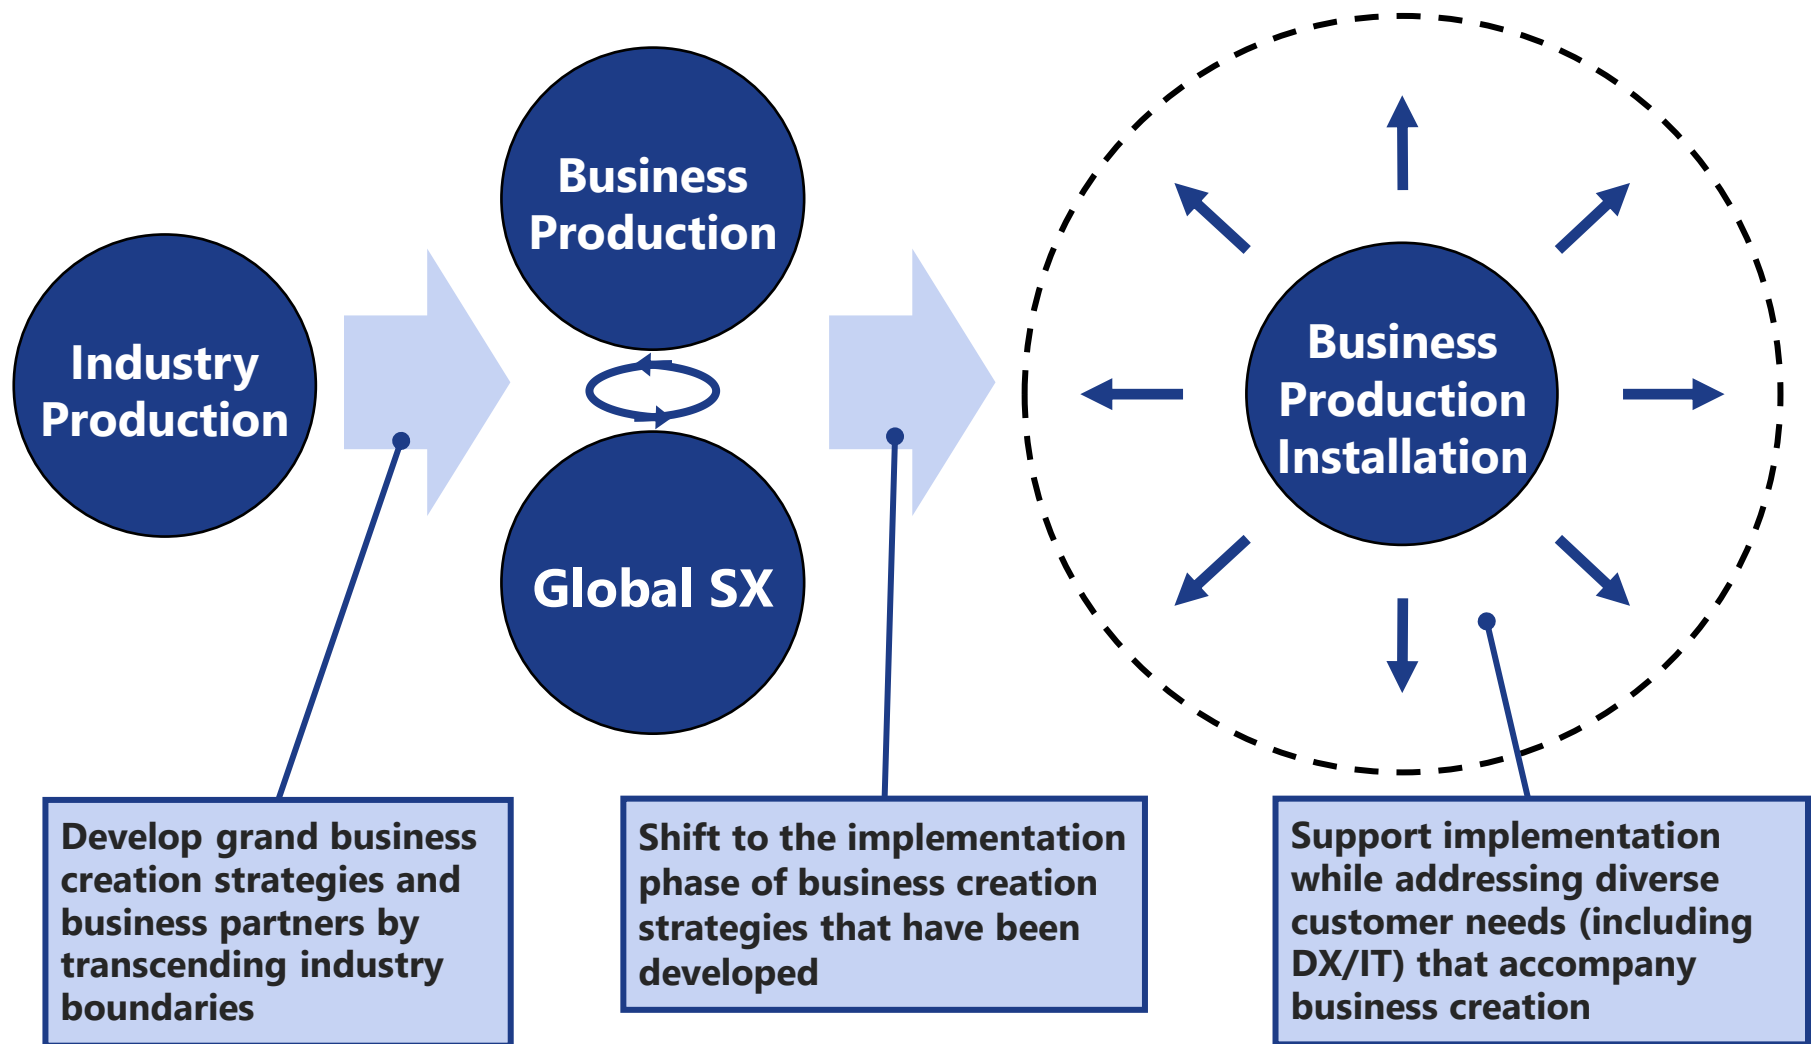 Industry
Production
Business
Production
Global SX
Business
Production
Installation
Develop grand business
creation strategies and
business partners by
transcending industry
boundaries
Shift to the implementation
phase of business creation
strategies that have been
developed
Support implementation
while addressing diverse
customer needs (including
DX/IT) that accompany
business creation